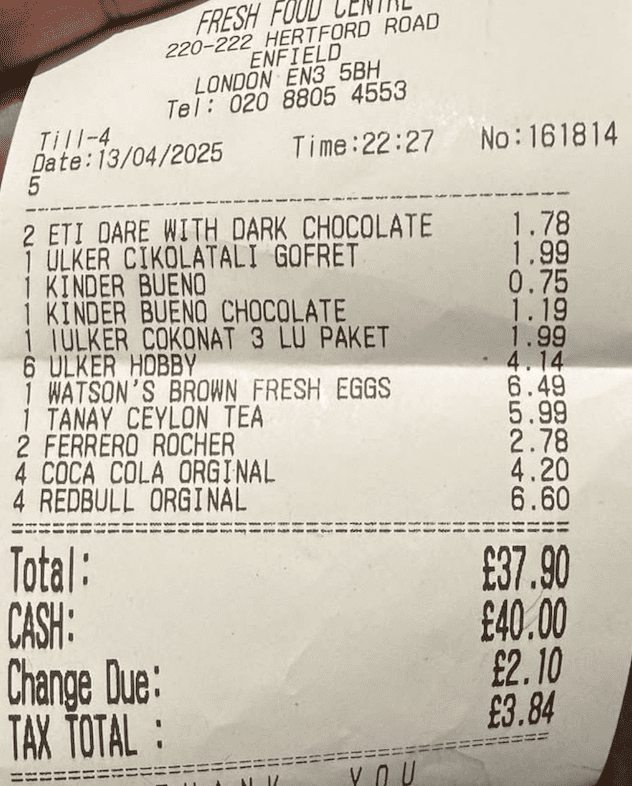 FRESH FOOD CENTRE
220-222 HERTFORD ROAD
ENFIELD
LONDON EN3 5BH
Tel: 020 8805 4553
Till-4
Date:13/04/2025 Time:22:27 No:161814
5
2 ETI DARE WITH DARK CHOCOLATE 1.78
1 ULKER CIKOLATALI GOFRET 1.99
1 KINDER BUENO 0.75
1 KINDER BUENO CHOCOLATE 1.19
1 IULKER COKONAT 3 LU PAKET 1.99
6 ULKER HOBBY 4.14
1 WATSON'S BROWN FRESH EGGS 6.49
1 TANAY CEYLON TEA 5.99
2 FERRERO ROCHER 2.78
4 COCA COLA ORGINAL 4.20
4 REDBULL ORGINAL 6.60
Total: £37.90
CASH: £40.00
Change Due: £2.10
TAX TOTAL : £3.84
THANK YOU